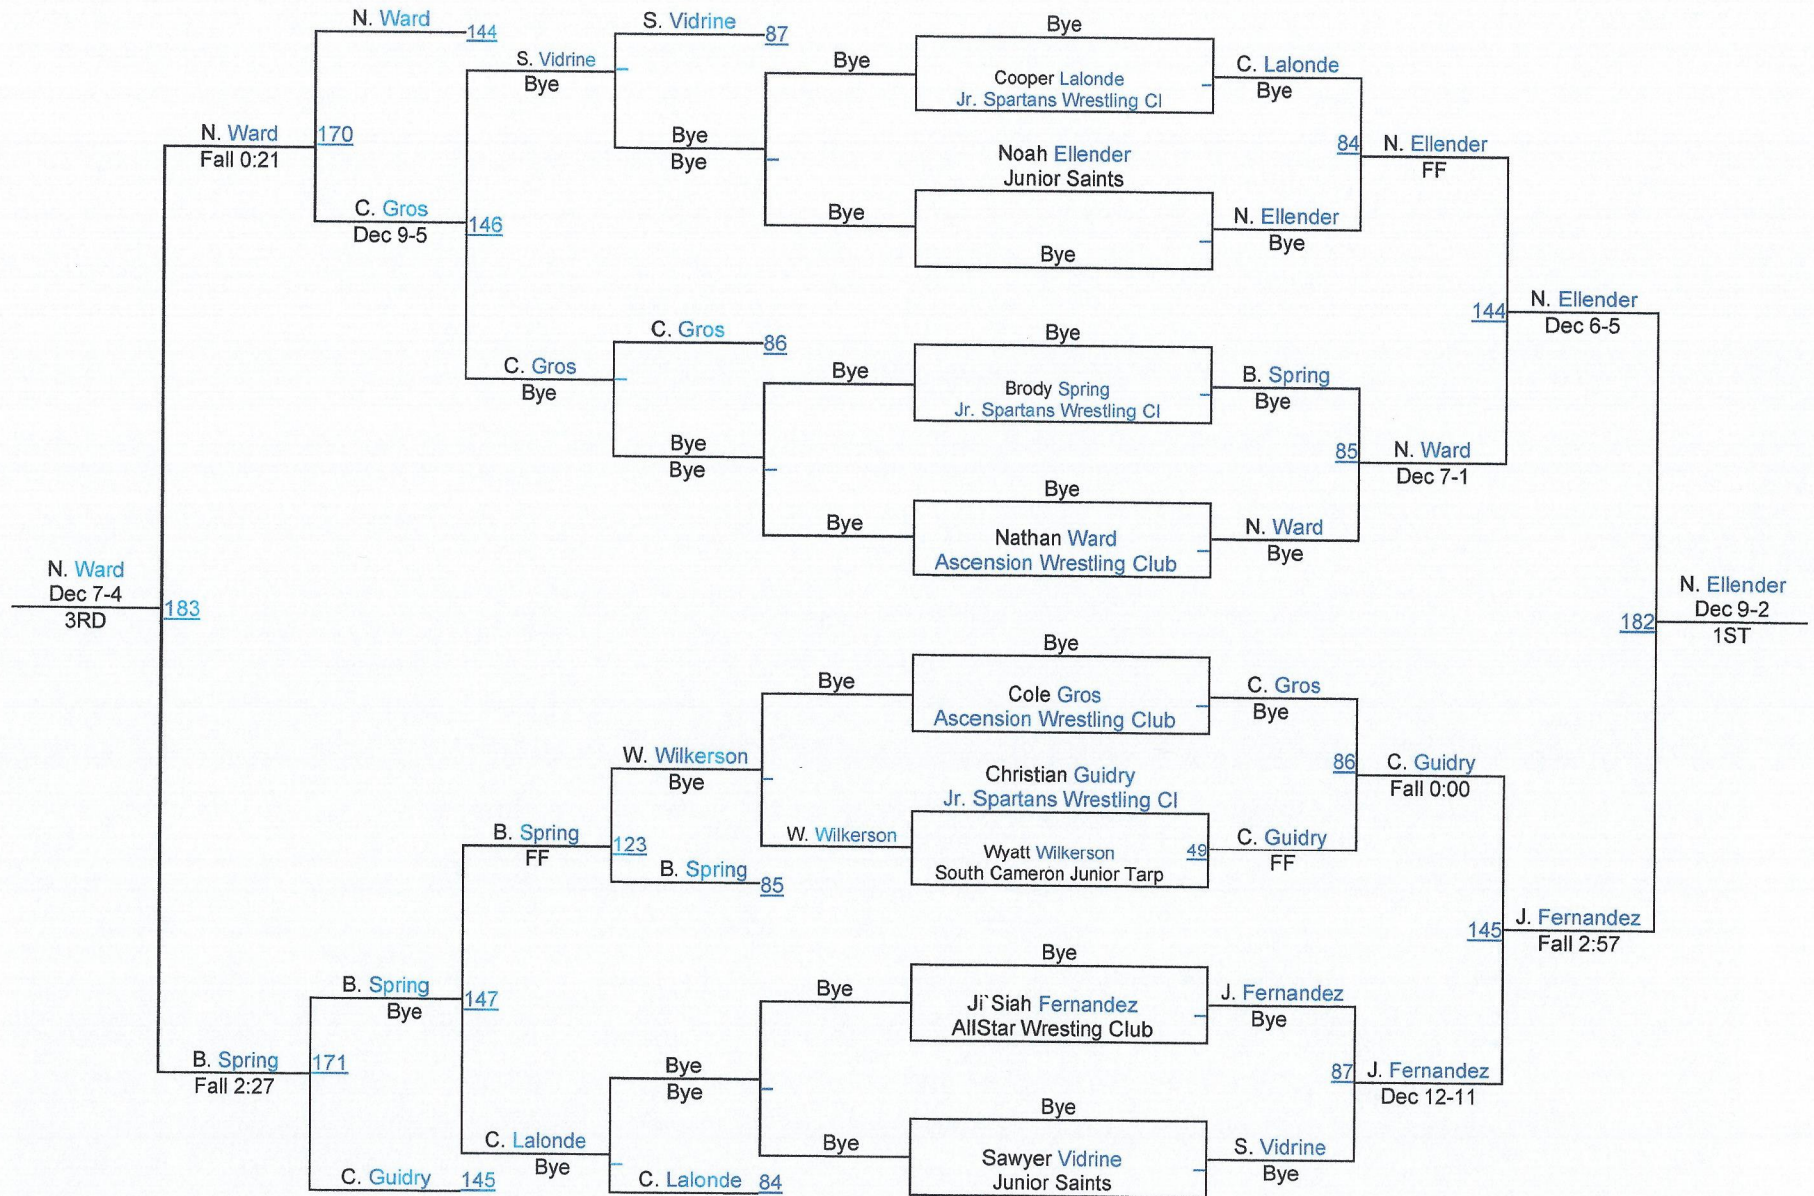 N. Ward
144
S. Vidrine
87
Bye
S. Vidrine
Bye
Bye
Cooper Lalonde
Jr. Spartans Wrestling Cl
C. Lalonde
Bye
N. Ward
Fall 0:21
170
Bye
Bye
Noah Ellender
Junior Saints
84
N. Ellender
FF
C. Gros
Dec 9-5
146
Bye
Bye
N. Ellender
Bye
C. Gros
86
Bye
144
N. Ellender
Dec 6-5
C. Gros
Bye
Bye
Brody Spring
Jr. Spartans Wrestling Cl
B. Spring
Bye
Bye
Bye
85
N. Ward
Dec 7-1
Bye
Bye
Nathan Ward
Ascension Wrestling Club
N. Ward
Bye
N. Ward
Dec 7-4
3RD
183
182
N. Ellender
Dec 9-2
1ST
Bye
Bye
Cole Gros
Ascension Wrestling Club
C. Gros
Bye
W. Wilkerson
Bye
Christian Guidry
Jr. Spartans Wrestling Cl
86
C. Guidry
Fall 0:00
B. Spring
FF
123
W. Wilkerson
Wyatt Wilkerson
South Cameron Junior Tarp
49
C. Guidry
FF
B. Spring
85
145
J. Fernandez
Fall 2:57
Bye
B. Spring
Bye
147
Bye
Ji`Siah Fernandez
AllStar Wresting Club
J. Fernandez
Bye
B. Spring
Fall 2:27
171
Bye
Bye
87
J. Fernandez
Dec 12-11
Bye
C. Lalonde
Bye
Bye
Sawyer Vidrine
Junior Saints
S. Vidrine
Bye
C. Guidry
145
C. Lalonde
84